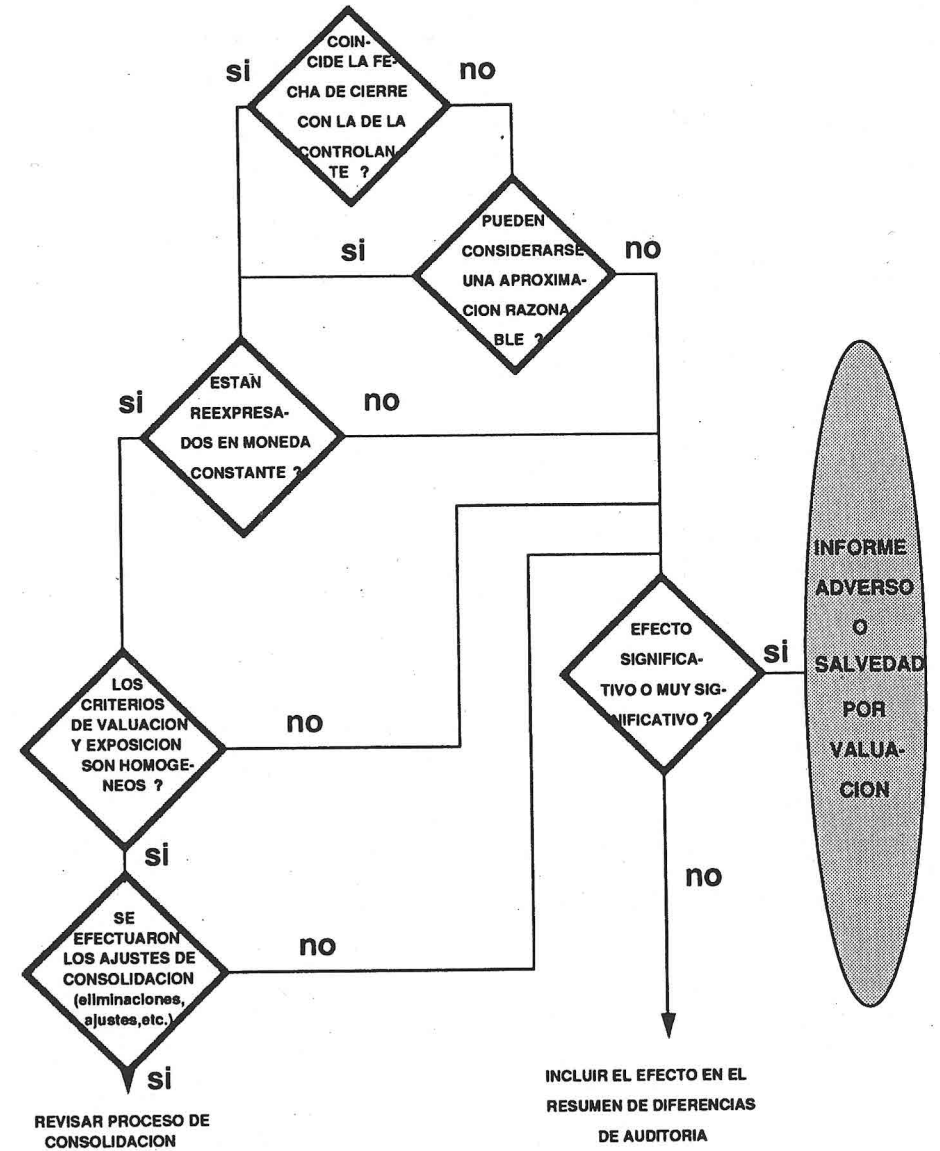 COIN-
CIDE LA FE-
CHA DE CIERRE
CON LA DE LA
CONTROLAN-
TE ?
si
no
PUEDEN
CONSIDERARSE
UNA APROXIMA-
CION RAZONA-
BLE ?
si
no
ESTAN
REEXPRESA-
DOS EN MONEDA
CONSTANTE ?
si
no
LOS
CRITERIOS
DE VALUACION
Y EXPOSICION
SON HOMOGE-
NEOS ?
no
si
EFECTO
SIGNIFICA-
TIVO O MUY SIG-
NIFICATIVO ?
si
no
INFORME
ADVERSO
O
SALVEDAD
POR
VALUA-
CION
SE
EFECTUARON
LOS AJUSTES DE
CONSOLIDACION
(eliminaciones,
ajustes,etc.)
no
si
REVISAR PROCESO DE
CONSOLIDACION
INCLUIR EL EFECTO EN EL
RESUMEN DE DIFERENCIAS
DE AUDITORIA